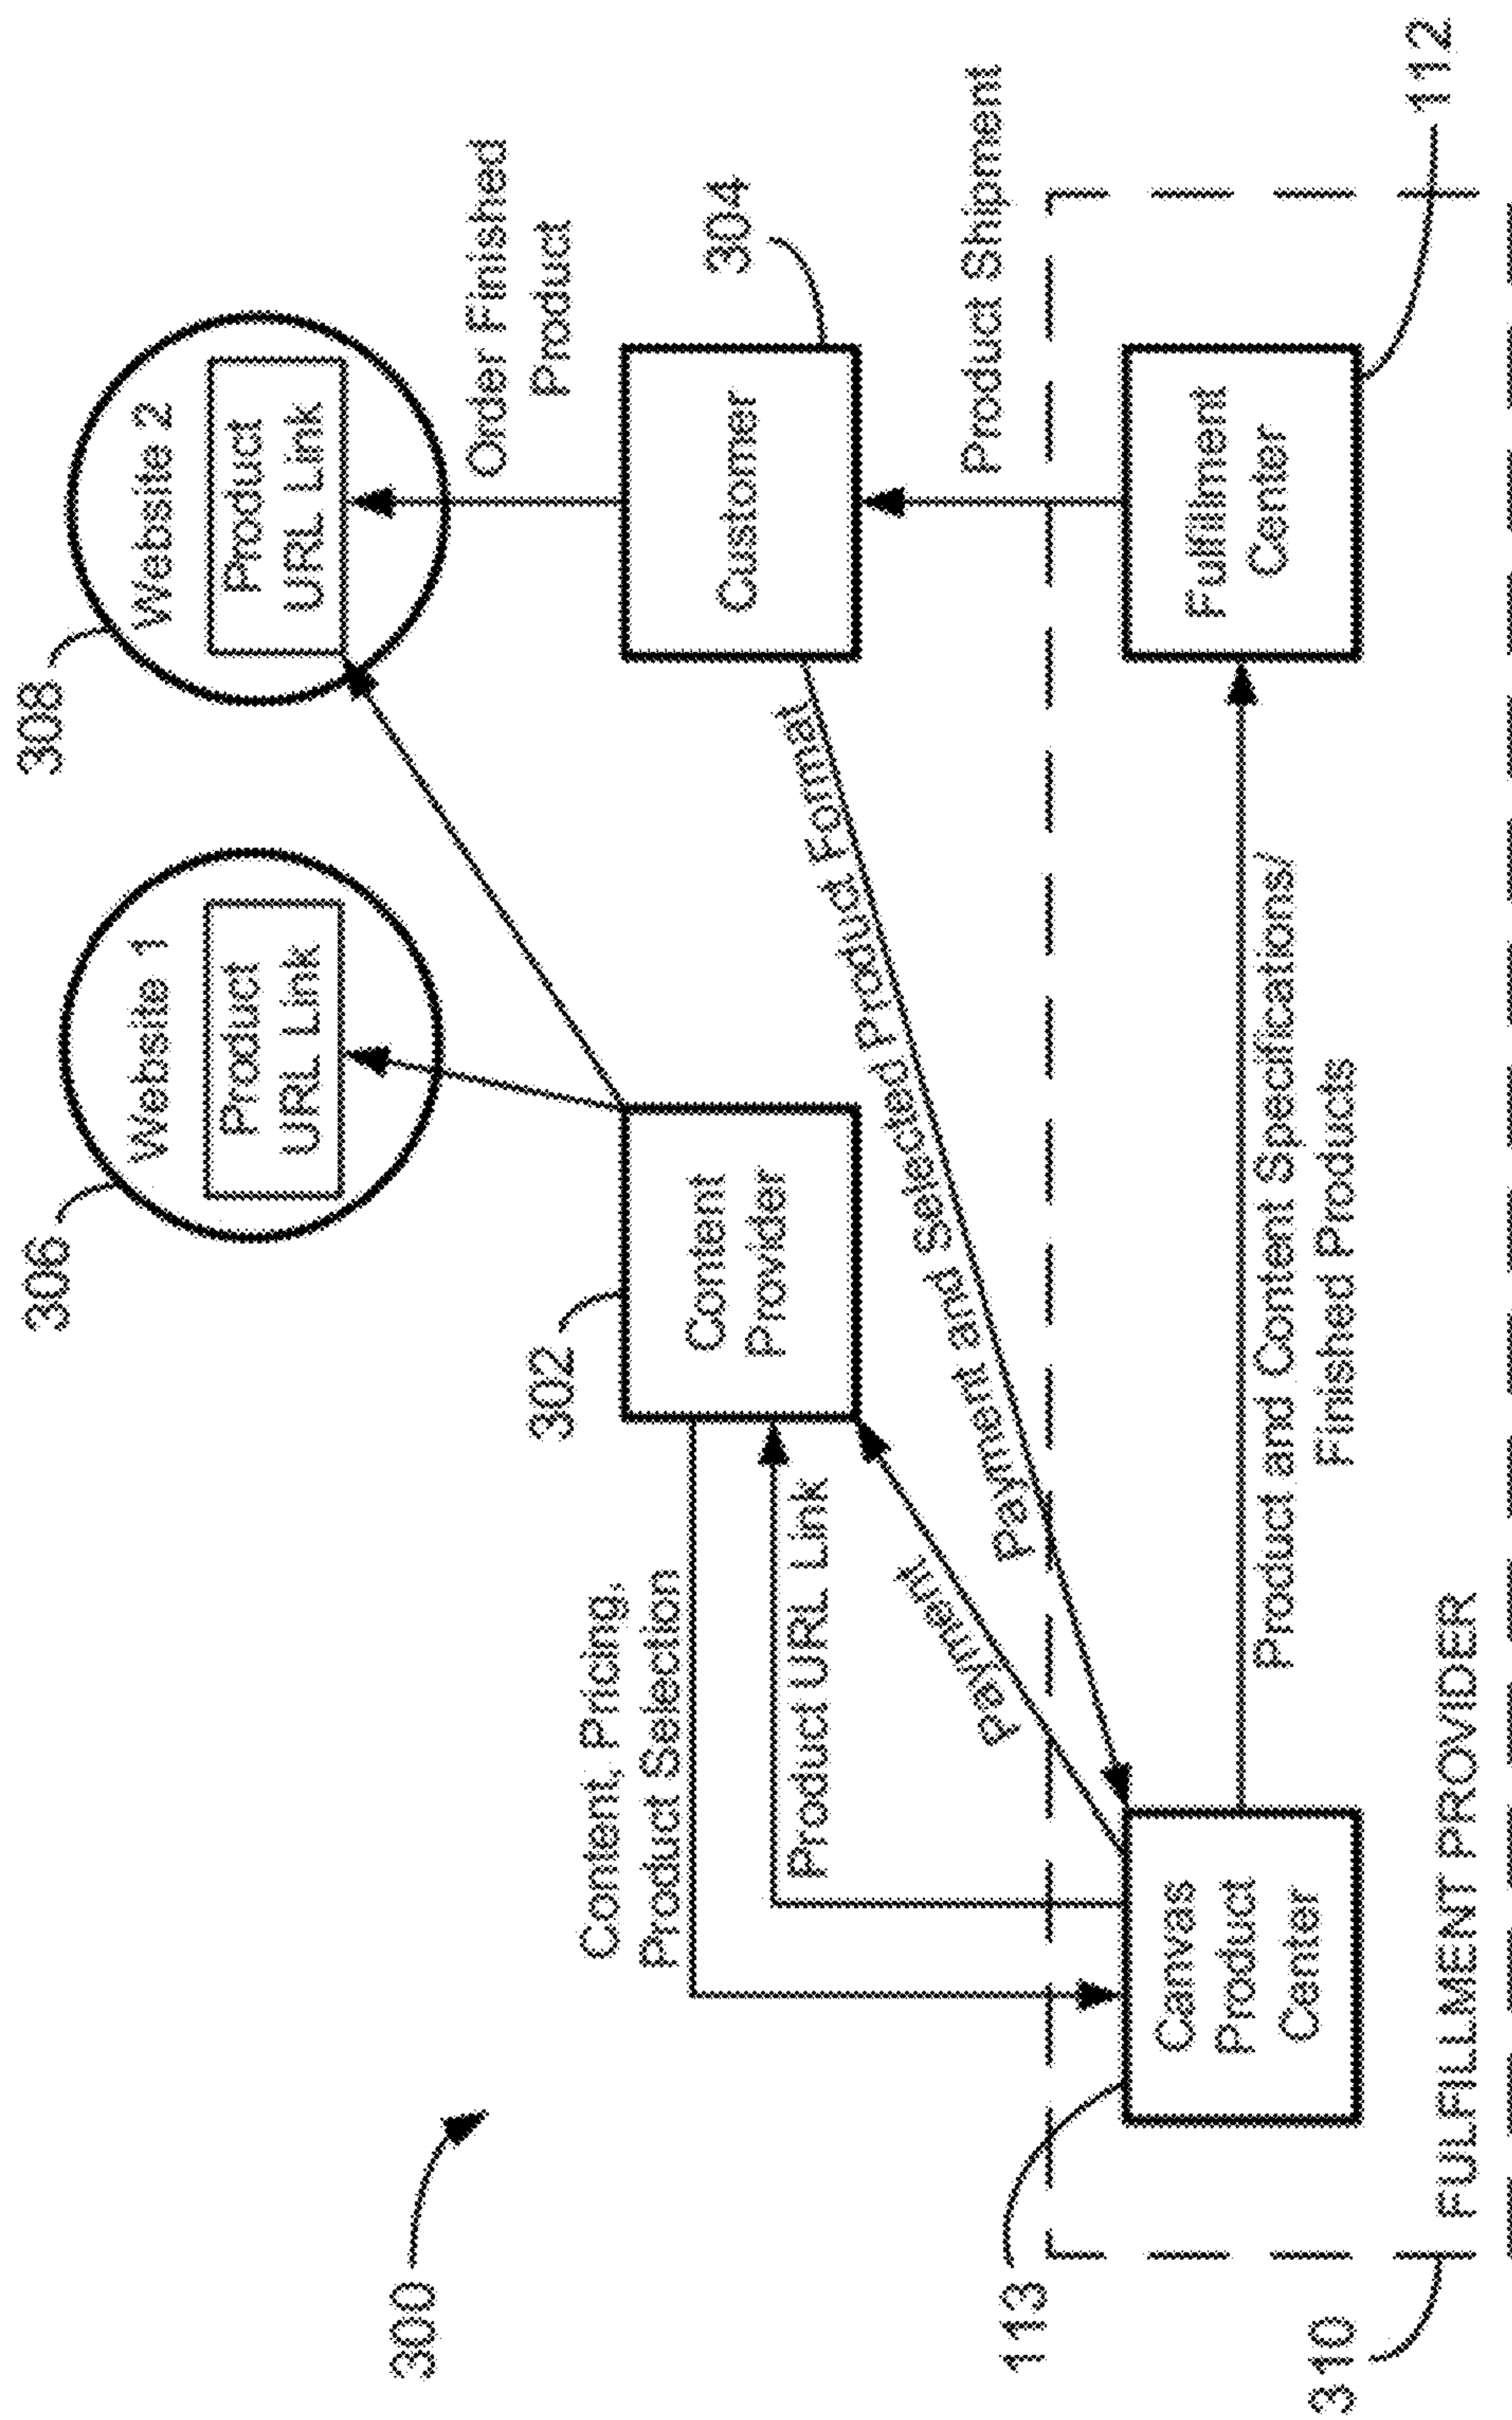 308
306
Website 1
Product
URL Link
Website 2
Product
URL Link
300
Content, Pricing,
Product Selection
302
Order Finished
Product
Product URL Link
Content
Provider
Customer
304
Payment
Payment and Selected Product Format
Product Shipment
113
Canvas
Product
Center
Product and Content Specifications/
Finished Products
Fulfillment
Center
112
310
FULFILLMENT PROVIDER